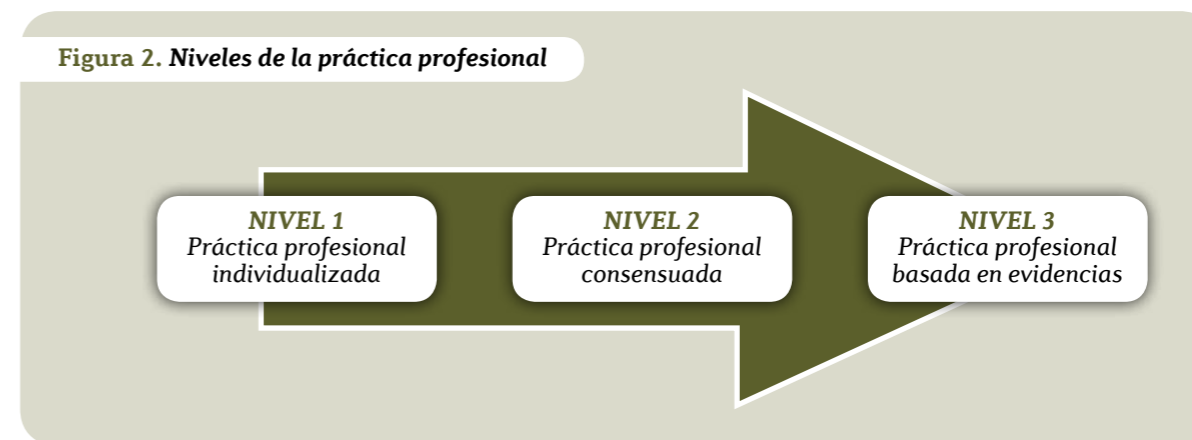 Figura 2. Niveles de la práctica profesional
NIVEL 1
Práctica profesional
individualizada
NIVEL 2
Práctica profesional
consensuada
NIVEL 3
Práctica profesional
basada en evidencias